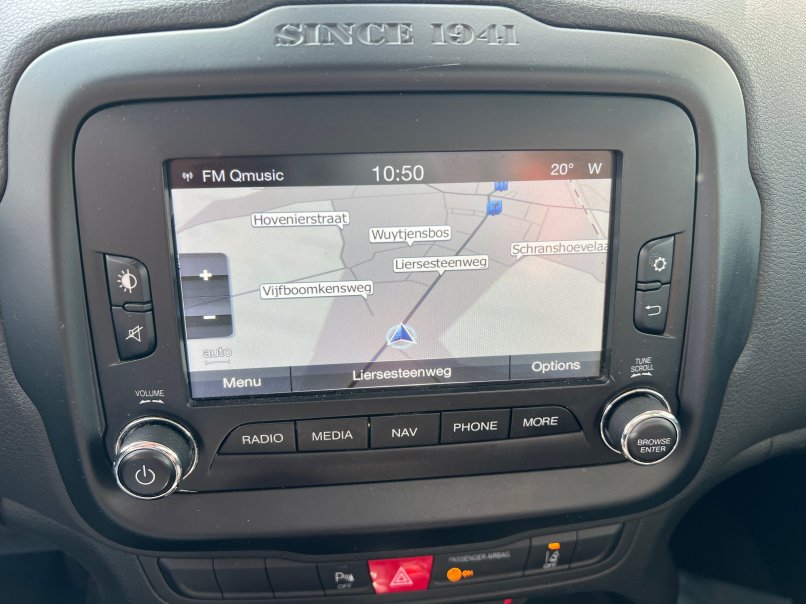 SINCE 1941
FM Qmusic 10:50 20° W
Hovenierstraat
Wuytjensbos
Schranshoevelaa
Liersesteenweg
Vijfboomkensweg
+
-
auto
Menu Liersesteenweg Options
VOLUME
TUNE
SCROLL
RADIO MEDIA NAV PHONE MORE
BROWSE
ENTER
PASSENGER AIRBAG
P
OFF